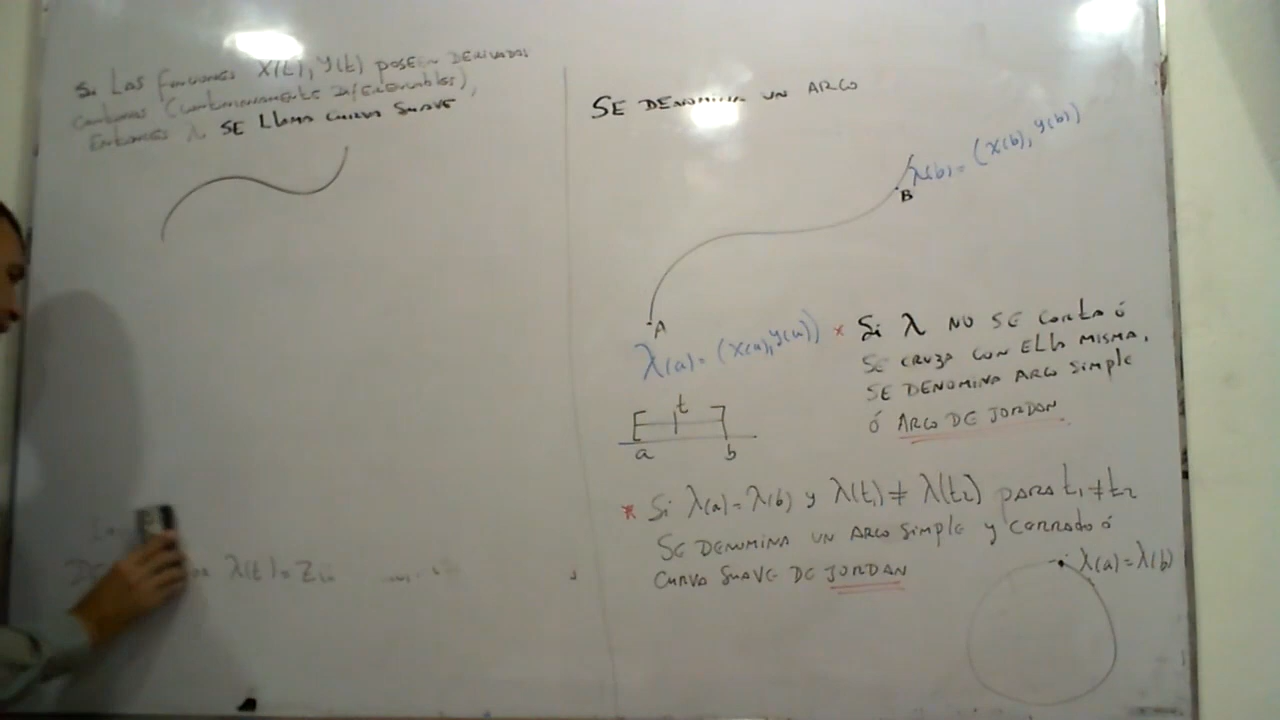 Si Las funciones X(t), Y(t) POSEEN DERIVADAS
continuas (continuamente Diferenciables),
Entonces λ SE LLama curva Suave
SE DENOMINA UN ARCO
λ(b) = (x(b), y(b))
B
A
λ(a) = (x(a), y(a))
* Si λ NO SE CORTA ó
SE CRUZA CON ELLA MISMA,
SE DENOMINA ARCO Simple
ó ARCO DE JORDAN
t
a b
* Si λ(a)=λ(b) y λ(t₁) ≠ λ(t₂) PARA t₁≠t₂
SE DENOMINA UN ARCO SIMPLE y CERRADO ó
CURVA SUAVE DE JORDAN
λ(a)=λ(b)
λ(t)=Z